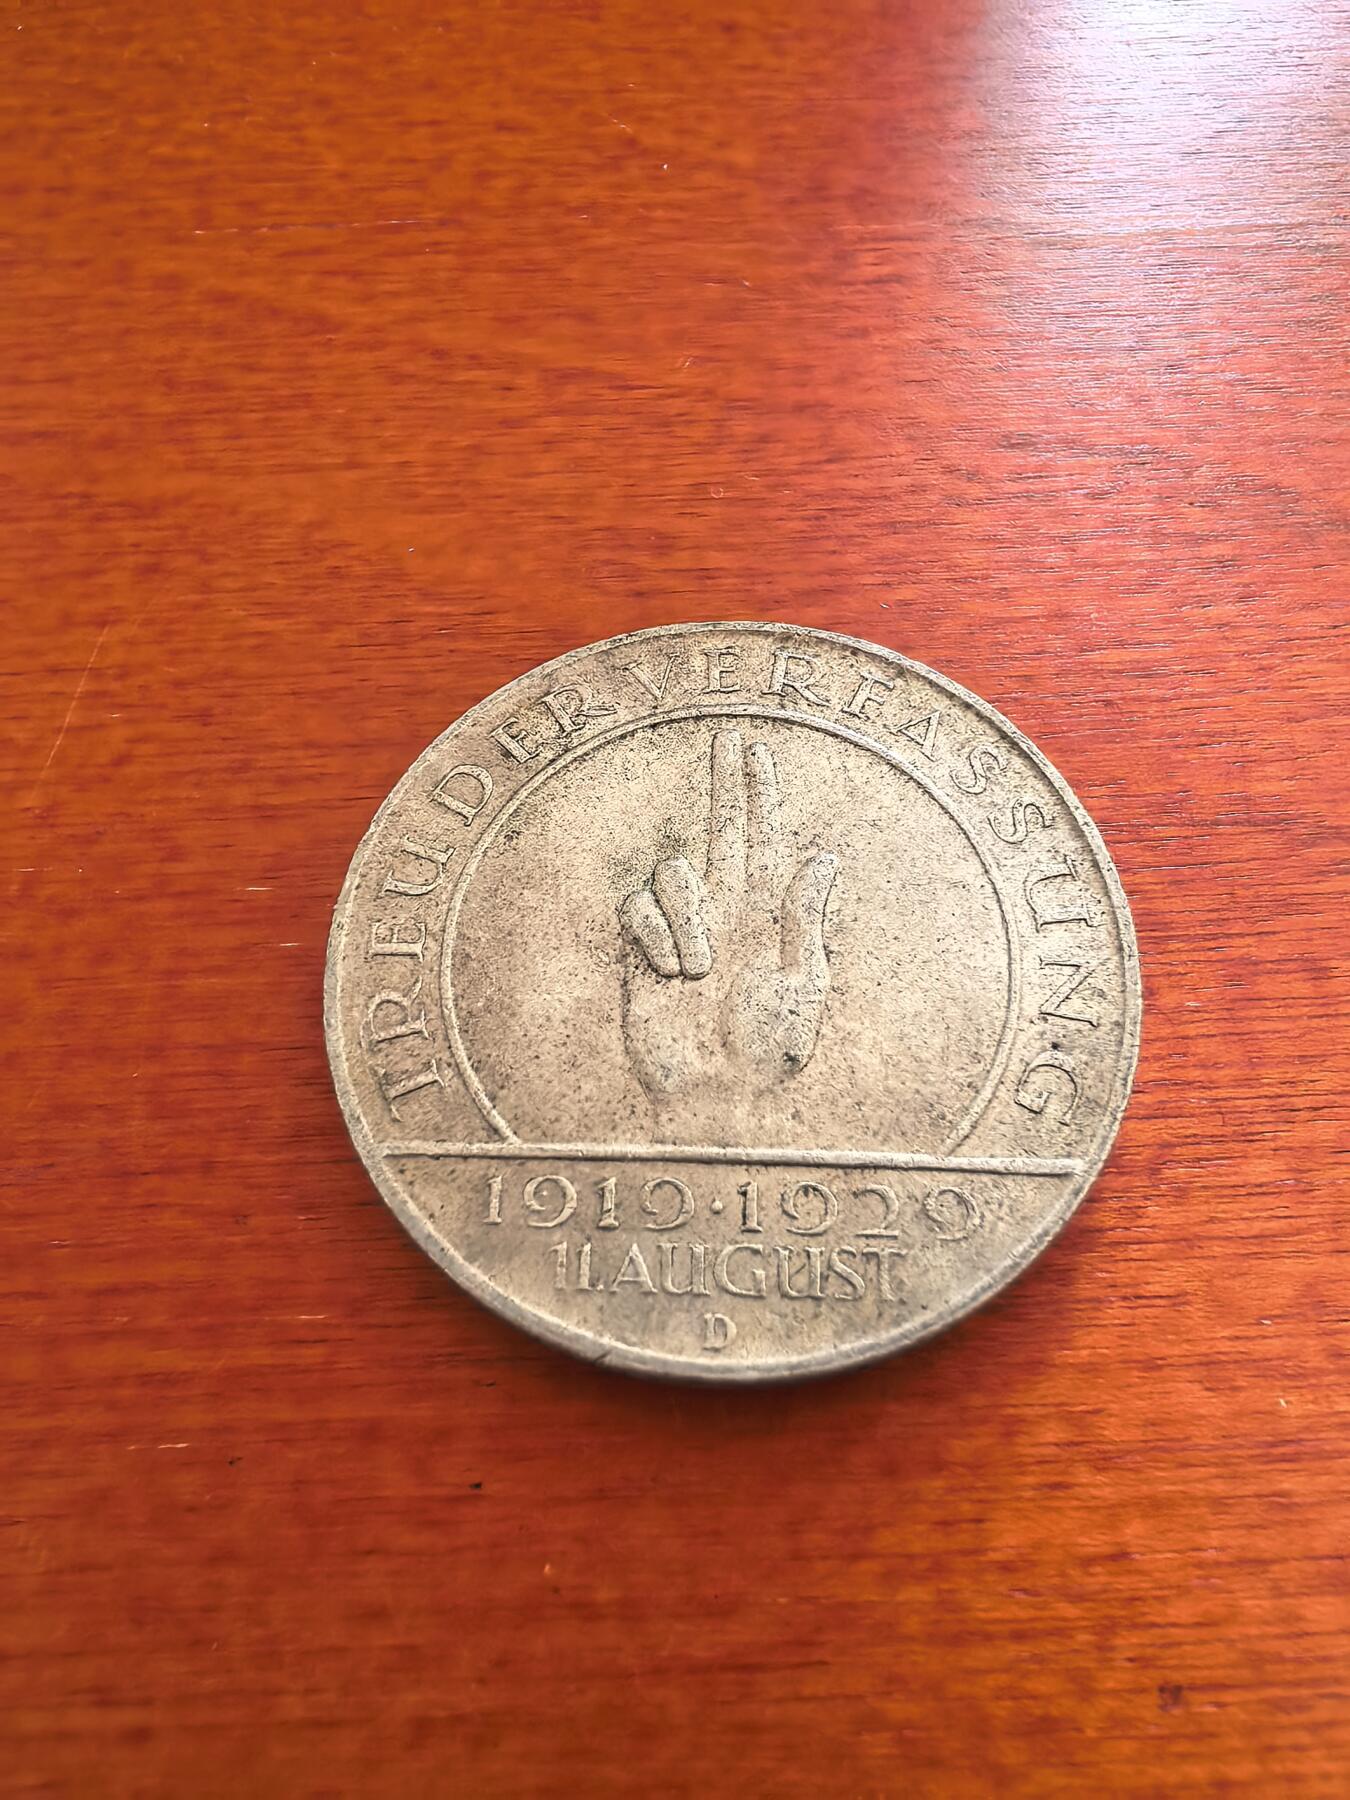 TREU DER VERFASSUNG
1919·1929
11. AUGUST
D